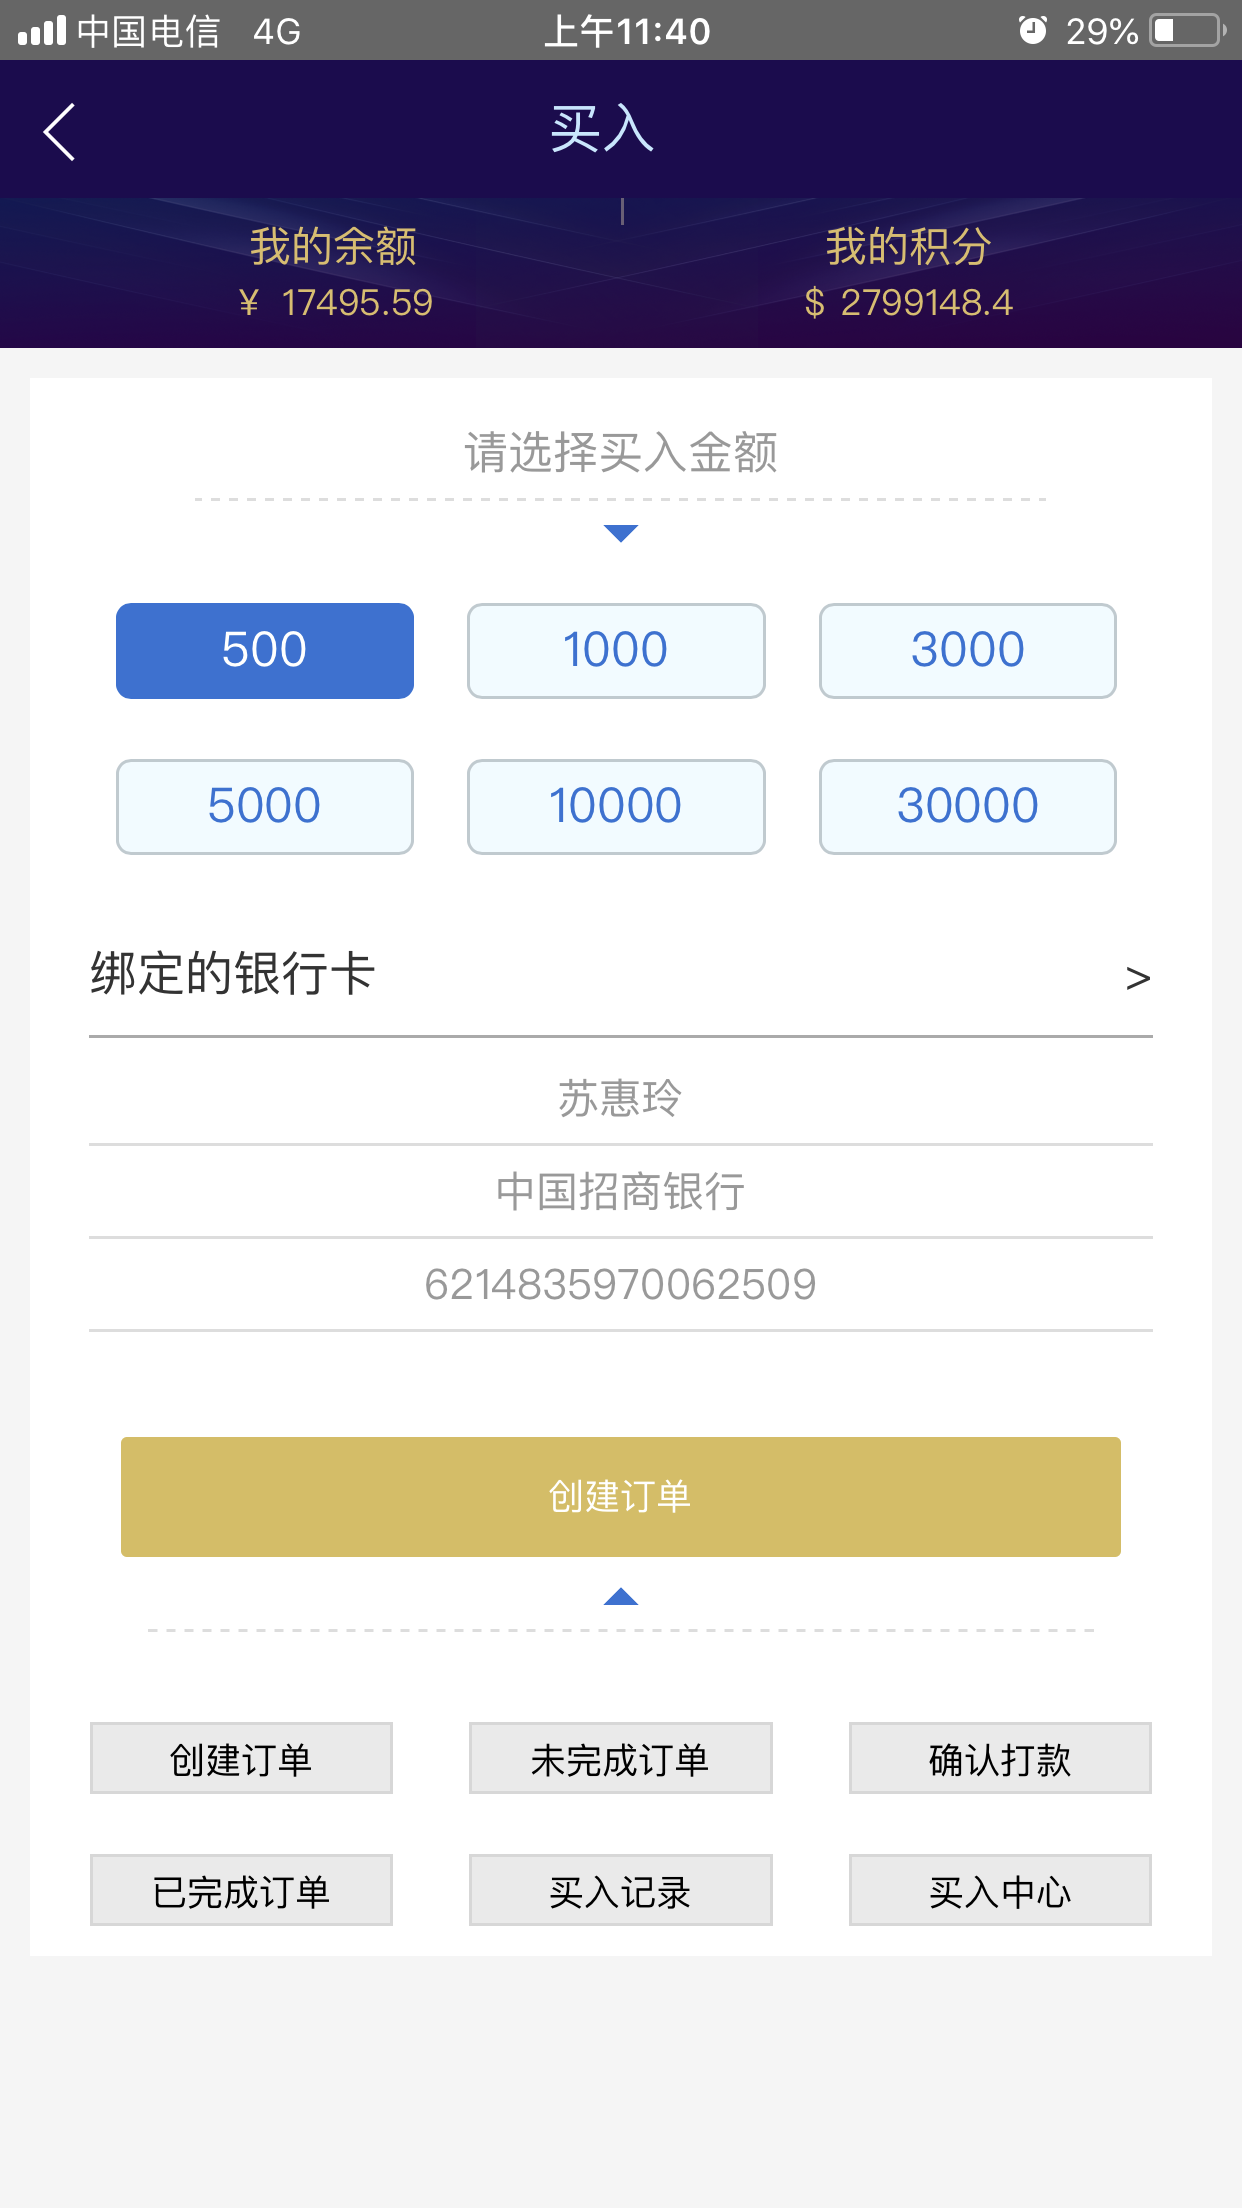 中国电信 4G 上午11:40 29%
买入
我的余额 我的积分
¥ 17495.59 $ 2799148.4
请选择买入金额
500 1000 3000
5000 10000 30000
绑定的银行卡 >
苏惠玲
中国招商银行
6214835970062509
创建订单
创建订单 未完成订单 确认打款
已完成订单 买入记录 买入中心